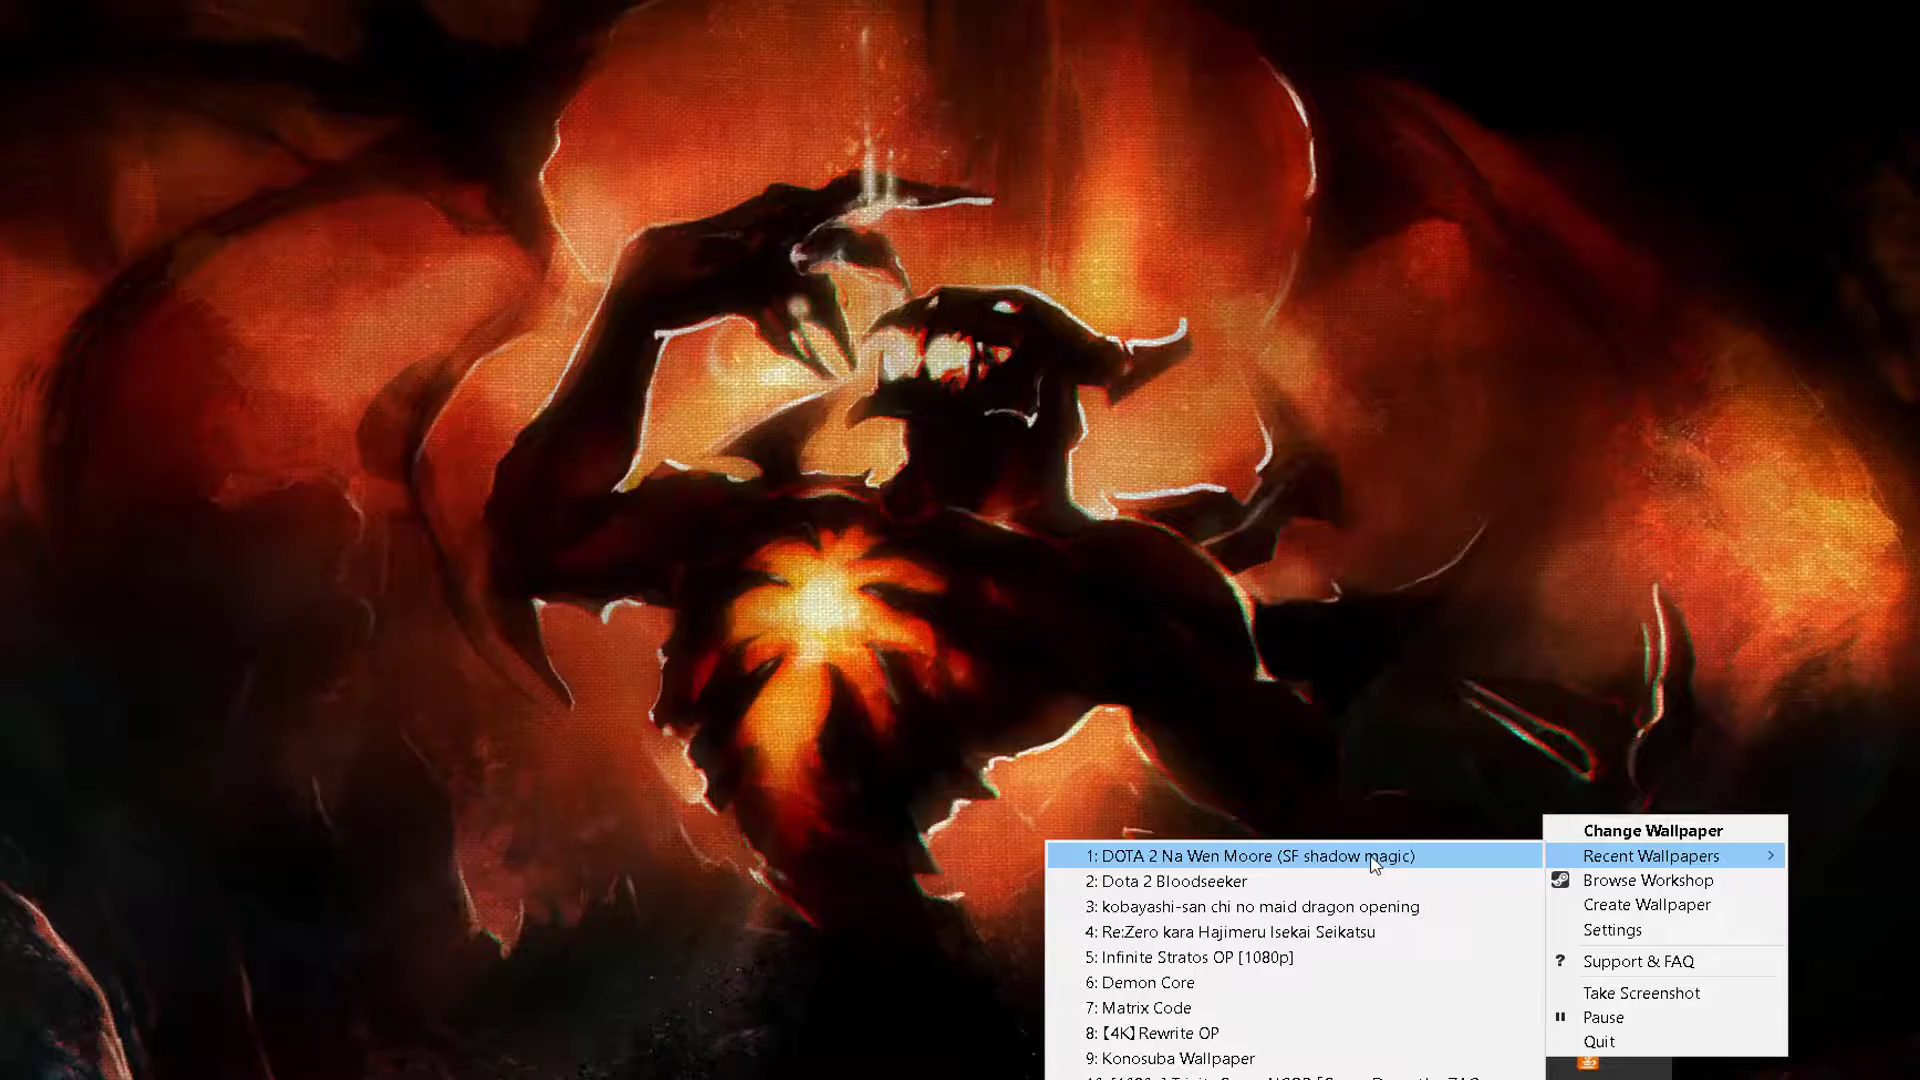 Change Wallpaper
Recent Wallpapers
Browse Workshop
Create Wallpaper
Settings
? Support & FAQ
Take Screenshot
Pause
Quit
1: DOTA 2 Na Wen Moore (SF shadow magic)
2: Dota 2 Bloodseeker
3: kobayashi-san chi no maid dragon opening
4: Re:Zero kara Hajimeru Isekai Seikatsu
5: Infinite Stratos OP [1080p]
6: Demon Core
7: Matrix Code
8:【4K】Rewrite OP
9: Konosuba Wallpaper